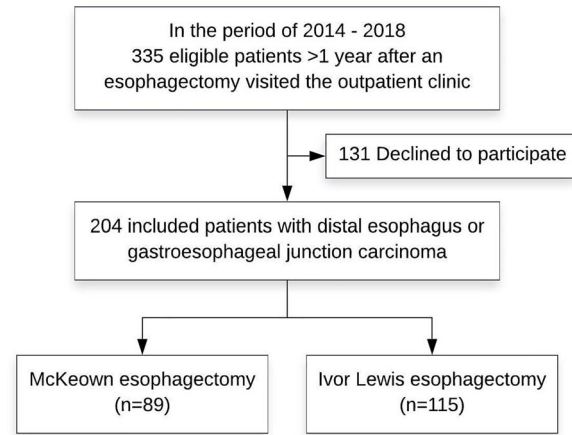 In the period of 2014 - 2018
335 eligible patients >1 year after an
esophagectomy visited the outpatient clinic
131 Declined to participate
204 included patients with distal esophagus or
gastroesophageal junction carcinoma
McKeown esophagectomy
(n=89)
Ivor Lewis esophagectomy
(n=115)